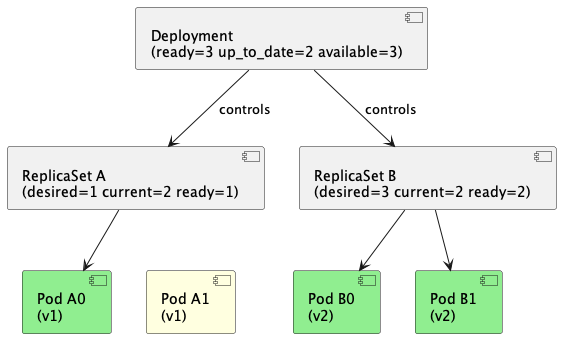 Deployment
(ready=3 up_to_date=2 available=3)
controls
controls
ReplicaSet A
(desired=1 current=2 ready=1)
ReplicaSet B
(desired=3 current=2 ready=2)
Pod A0
(v1)
Pod A1
(v1)
Pod B0
(v2)
Pod B1
(v2)